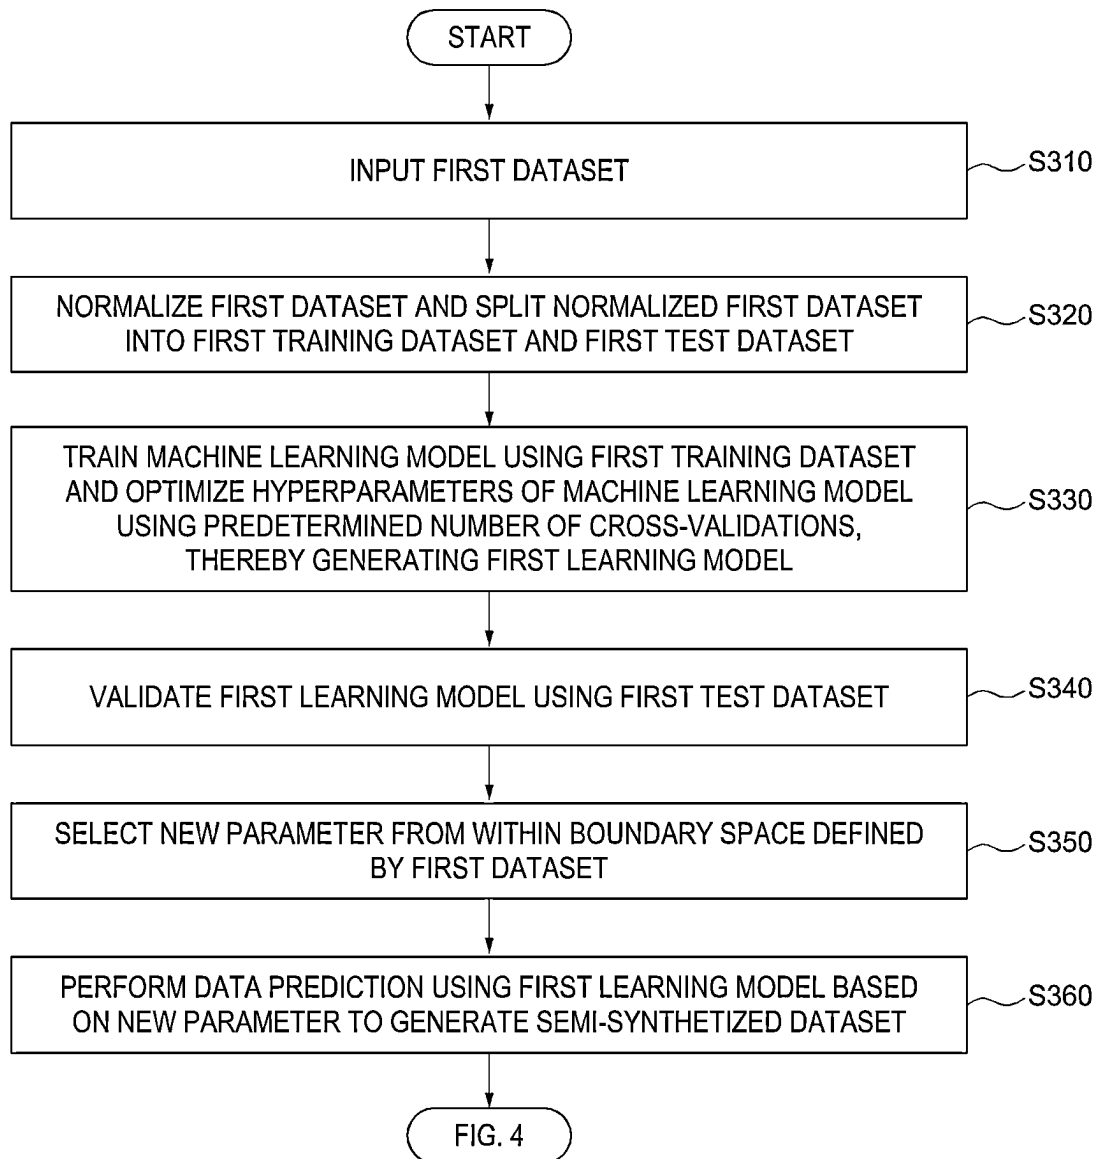 START
INPUT FIRST DATASET
S310
NORMALIZE FIRST DATASET AND SPLIT NORMALIZED FIRST DATASET
INTO FIRST TRAINING DATASET AND FIRST TEST DATASET
S320
TRAIN MACHINE LEARNING MODEL USING FIRST TRAINING DATASET
AND OPTIMIZE HYPERPARAMETERS OF MACHINE LEARNING MODEL
USING PREDETERMINED NUMBER OF CROSS-VALIDATIONS,
THEREBY GENERATING FIRST LEARNING MODEL
S330
VALIDATE FIRST LEARNING MODEL USING FIRST TEST DATASET
S340
SELECT NEW PARAMETER FROM WITHIN BOUNDARY SPACE DEFINED
BY FIRST DATASET
S350
PERFORM DATA PREDICTION USING FIRST LEARNING MODEL BASED
ON NEW PARAMETER TO GENERATE SEMI-SYNTHETIZED DATASET
S360
FIG. 4